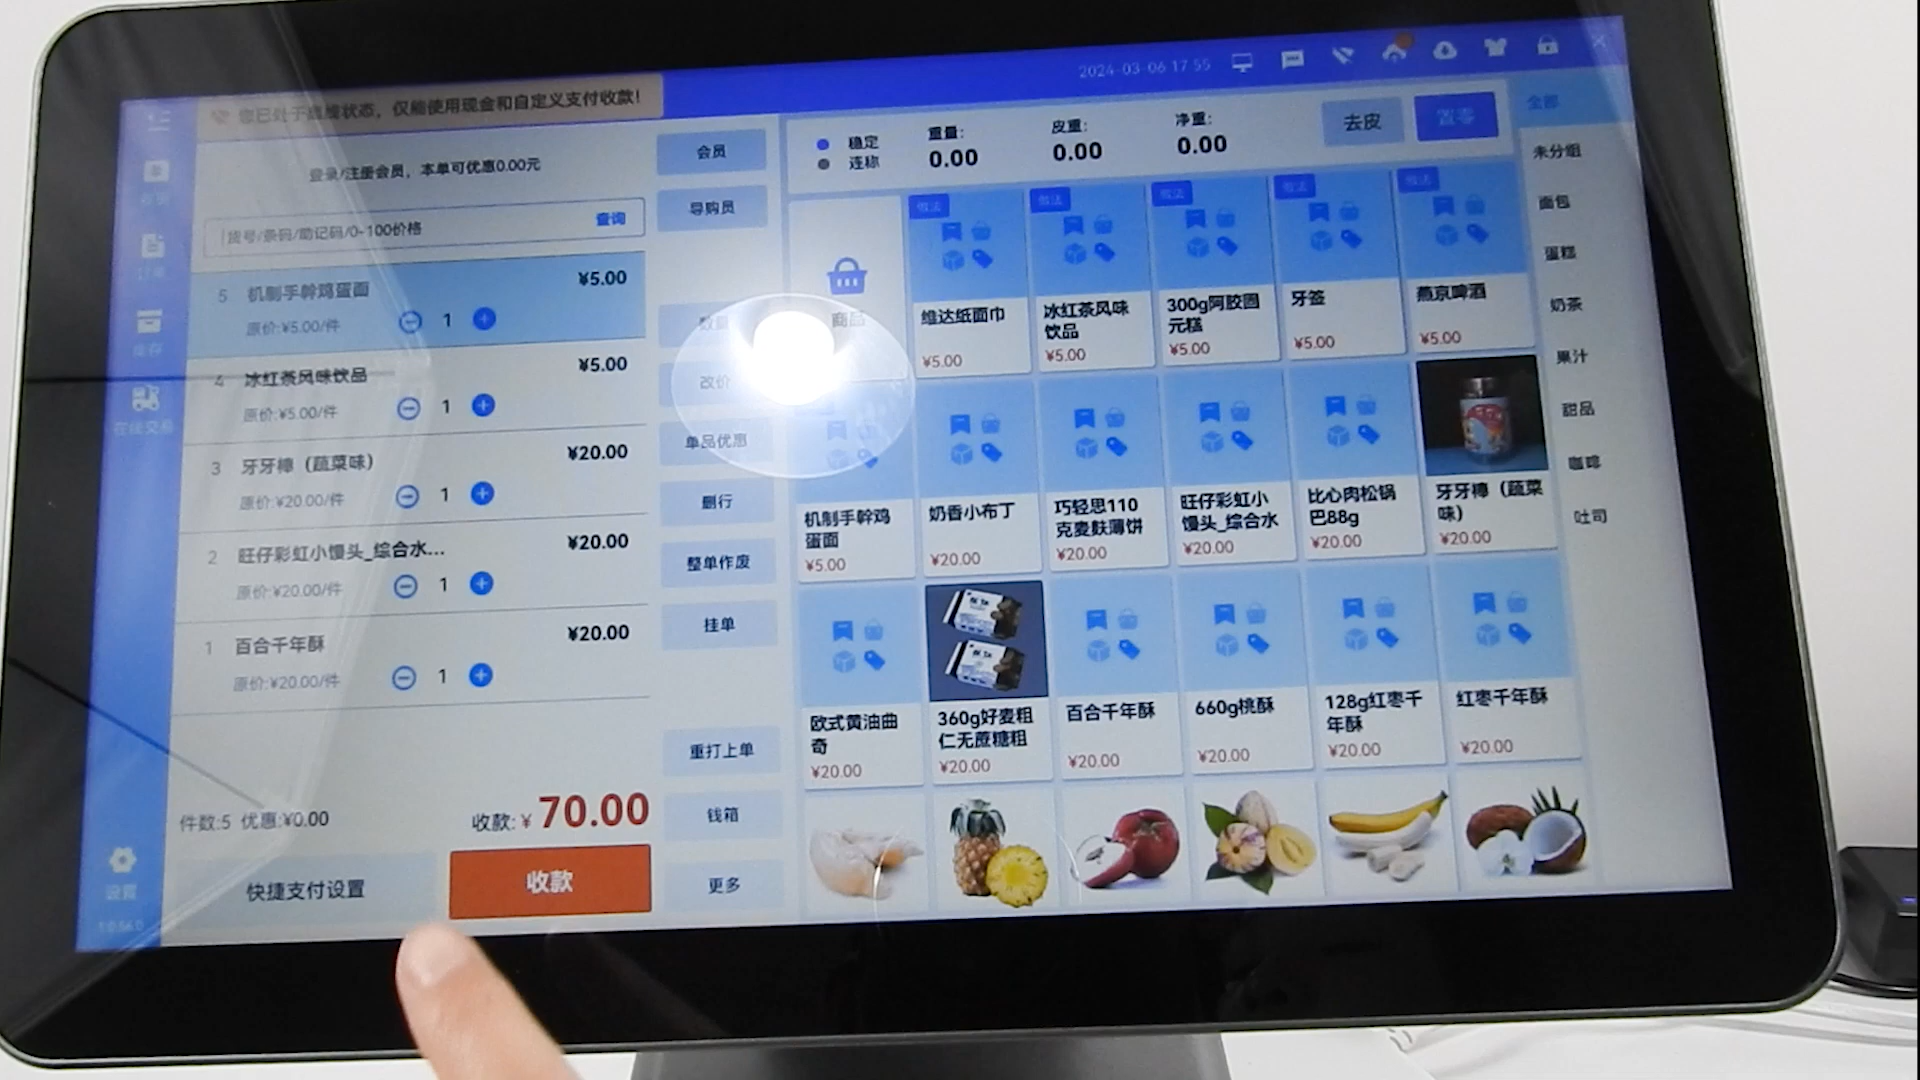 2024-03-06 17 55
仅能使用现金和自定义支付收款!
登录/注册会员，本单可优惠0.00元
货号/条码/助记码/0-100价格
查询
5 机制手幹鸡蛋面 ¥5.00
原价:¥5.00/件 1
4 冰红茶风味饮品 ¥5.00
原价:¥5.00/件 1
3 牙牙棒（蔬菜味） ¥20.00
原价:¥20.00/件 1
2 旺仔彩虹小馒头_综合水... ¥20.00
原价:¥20.00/件 1
1 百合千年酥 ¥20.00
原价:¥20.00/件 1
件数:5 优惠:¥0.00
收款:¥ 70.00
快捷支付设置
收款
库存
在线交易
设置
会员
导购员
改价
单品优惠
删行
整单作废
挂单
重打上单
钱箱
更多
稳定
连称
重量:
0.00
皮重:
0.00
净重:
0.00
去皮
置零
商品
做法
维达纸面巾
¥5.00
做法
冰红茶风味
饮品
¥5.00
做法
300g阿胶固
元糕
¥5.00
做法
牙签
¥5.00
做法
燕京啤酒
¥5.00
机制手幹鸡
蛋面
¥5.00
奶香小布丁
¥20.00
巧轻思110
克麦麸薄饼
¥20.00
旺仔彩虹小
馒头_综合水
¥20.00
比心肉松锅
巴88g
¥20.00
牙牙棒（蔬菜
味）
¥20.00
欧式黄油曲
奇
¥20.00
360g好麦粗
仁无蔗糖粗
¥20.00
百合千年酥
¥20.00
660g桃酥
¥20.00
128g红枣千
年酥
¥20.00
红枣千年酥
¥20.00
全部
未分组
面包
蛋糕
奶茶
果汁
甜品
咖啡
吐司